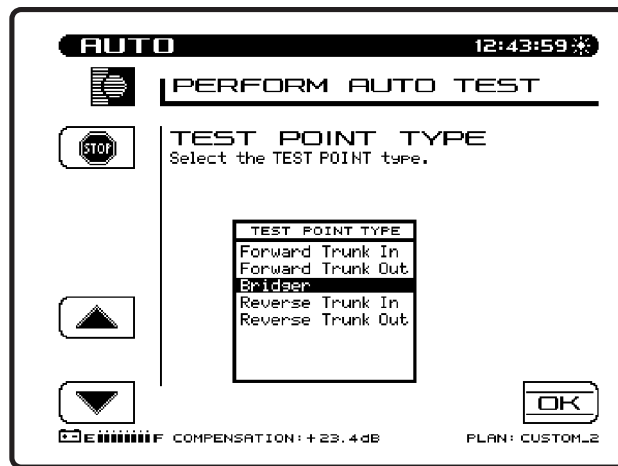 AUTO 12:43:59
PERFORM AUTO TEST
STOP
TEST POINT TYPE
Select the TEST POINT type.
TEST POINT TYPE
Forward Trunk In
Forward Trunk Out
Bridger
Reverse Trunk In
Reverse Trunk Out
OK
E F COMPENSATION:+23.4dB PLAN: CUSTOM_2